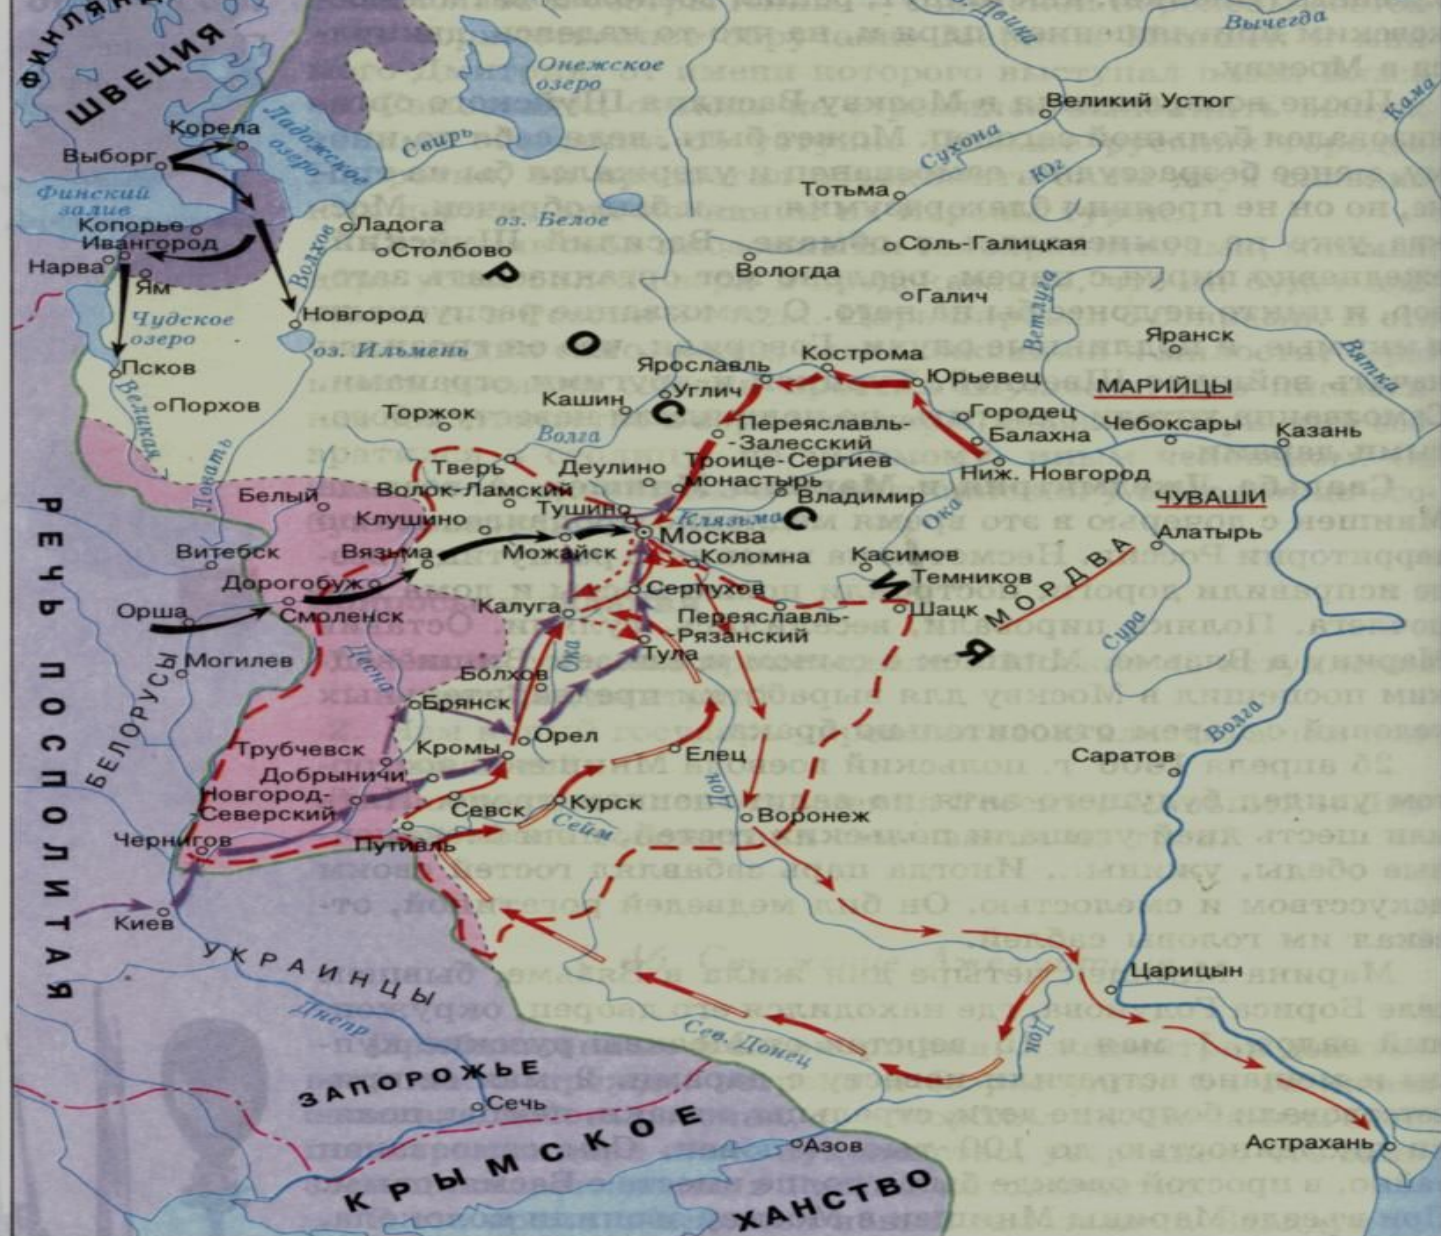 ФИНЛЯНД
ШВЕЦИЯ
Онежское
озеро
Вычегда
Кама
Великий Устюг
Корела
Ладожское
озеро
Свирь
Сухона
Юг
Выборг
Тотьма
Финский
залив
оз. Белое
Копорье
Ладога
Ивангород
Столбово
Соль-Галицкая
Нарва
Волхов
Вологда
Ям
Галич
Чудское
озеро
Новгород
оз. Ильмень
Ветлуга
Яранск
Вятка
Псков
Ярославль
Кострома
Юрьевец
МАРИЙЦЫ
Великая
Порхов
Торжок
Кашин
Углич
Городец
Чебоксары
Казань
Волга
Переяславль-
-Залесский
Балахна
Ловать
Тверь
Деулино
Троице-Сергиев
монастырь
Ниж. Новгород
Белый
Волок-Ламский
Тушино
Владимир
ЧУВАШИ
Клушино
Клязьма
Ока
Москва
Алатырь
Витебск
Вязьма
Можайск
Коломна
Касимов
РОССИЯ
Дорогобуж
Серпухов
Темников
МОРДВА
Орша
Смоленск
Калуга
Переяславль-
-Рязанский
Шацк
Сура
Могилев
Десна
Ока
Тула
Болхов
БЕЛОРУСЫ
Брянск
Орел
Волга
Трубчевск
Кромы
Елец
Саратов
Добрыничи
Дон
Новгород-
-Северский
Севск
Курск
Сейм
Воронеж
Чернигов
Путивль
РЕЧЬ ПОСПОЛИТАЯ
Киев
УКРАИНЦЫ
Царицын
Днепр
Сев. Донец
Дон
ЗАПОРОЖЬЕ
Сечь
Азов
Астрахань
КРЫМСКОЕ
ХАНСТВО